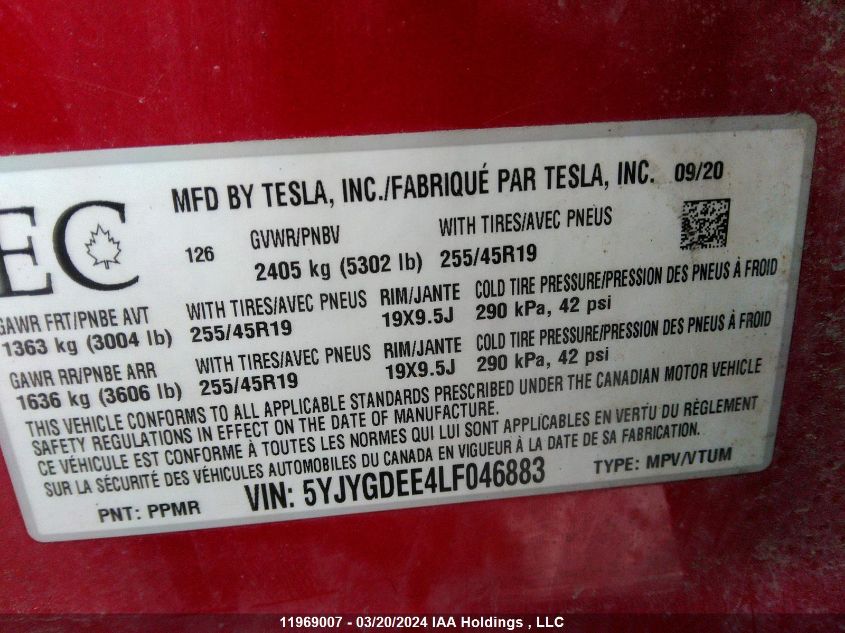 MFD BY TESLA, INC./FABRIQUÉ PAR TESLA, INC. 09/20
EC
126 GVWR/PNBV WITH TIRES/AVEC PNEUS
2405 kg (5302 lb) 255/45R19
GAWR FRT/PNBE AVT WITH TIRES/AVEC PNEUS RIM/JANTE COLD TIRE PRESSURE/PRESSION DES PNEUS À FROID
1363 kg (3004 lb) 255/45R19 19X9.5J 290 kPa, 42 psi
GAWR RR/PNBE ARR WITH TIRES/AVEC PNEUS RIM/JANTE COLD TIRE PRESSURE/PRESSION DES PNEUS À FROID
1636 kg (3606 lb) 255/45R19 19X9.5J 290 kPa, 42 psi
THIS VEHICLE CONFORMS TO ALL APPLICABLE STANDARDS PRESCRIBED UNDER THE CANADIAN MOTOR VEHICLE
SAFETY REGULATIONS IN EFFECT ON THE DATE OF MANUFACTURE.
CE VÉHICULE EST CONFORME À TOUTES LES NORMES QUI LUI SONT APPLICABLES EN VERTU DU RÈGLEMENT
SUR LA SÉCURITÉ DES VÉHICULES AUTOMOBILES DU CANADA EN VIGUEUR À LA DATE DE SA FABRICATION.
PNT: PPMR VIN: 5YJYGDEE4LF046883 TYPE: MPV/VTUM
11969007 - 03/20/2024 IAA Holdings , LLC